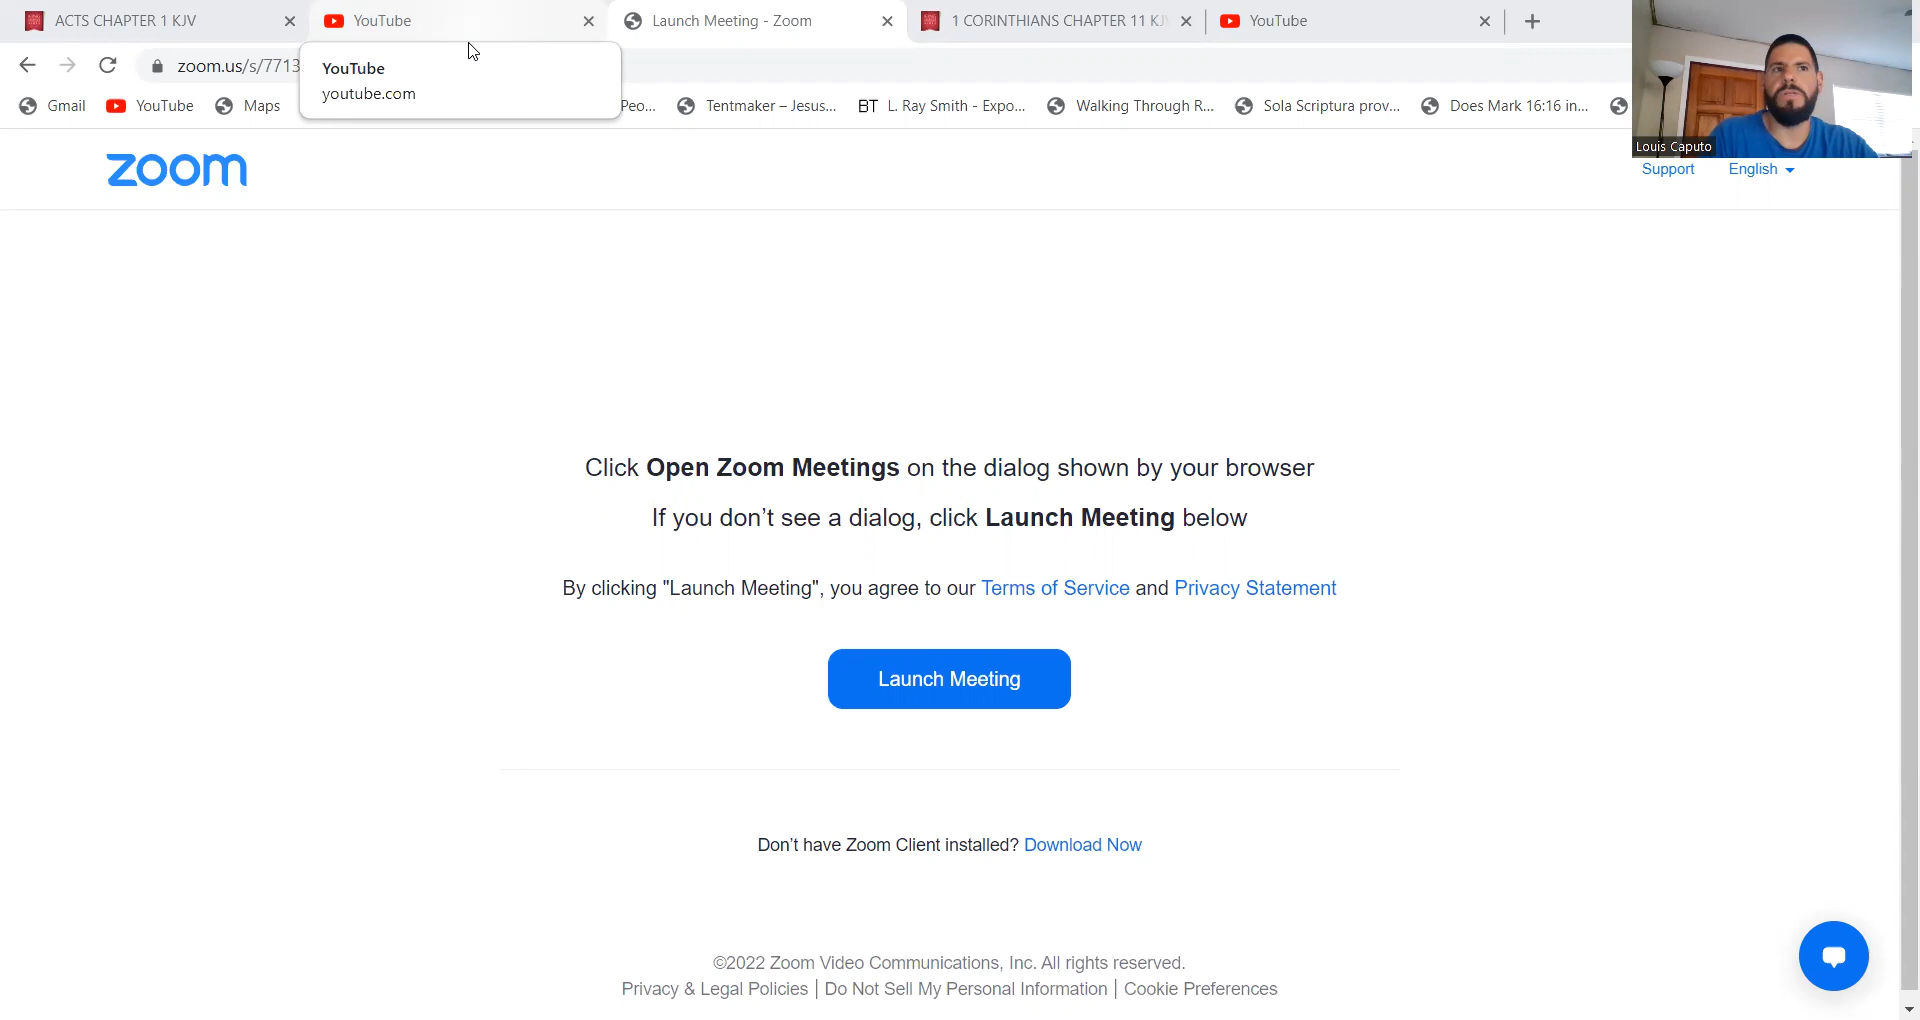 ACTS CHAPTER 1 KJV
YouTube
Launch Meeting - Zoom
1 CORINTHIANS CHAPTER 11 KJ
YouTube
zoom.us/s/7713
YouTube
youtube.com
Gmail
YouTube
Maps
Peo...
Tentmaker – Jesus...
BT
L. Ray Smith - Expo...
Walking Through R...
Sola Scriptura prov...
Does Mark 16:16 in...
Louis Caputo
zoom
Support
English
Click Open Zoom Meetings on the dialog shown by your browser
If you don’t see a dialog, click Launch Meeting below
By clicking "Launch Meeting", you agree to our Terms of Service and Privacy Statement
Launch Meeting
Don’t have Zoom Client installed? Download Now
©2022 Zoom Video Communications, Inc. All rights reserved.
Privacy & Legal Policies | Do Not Sell My Personal Information | Cookie Preferences